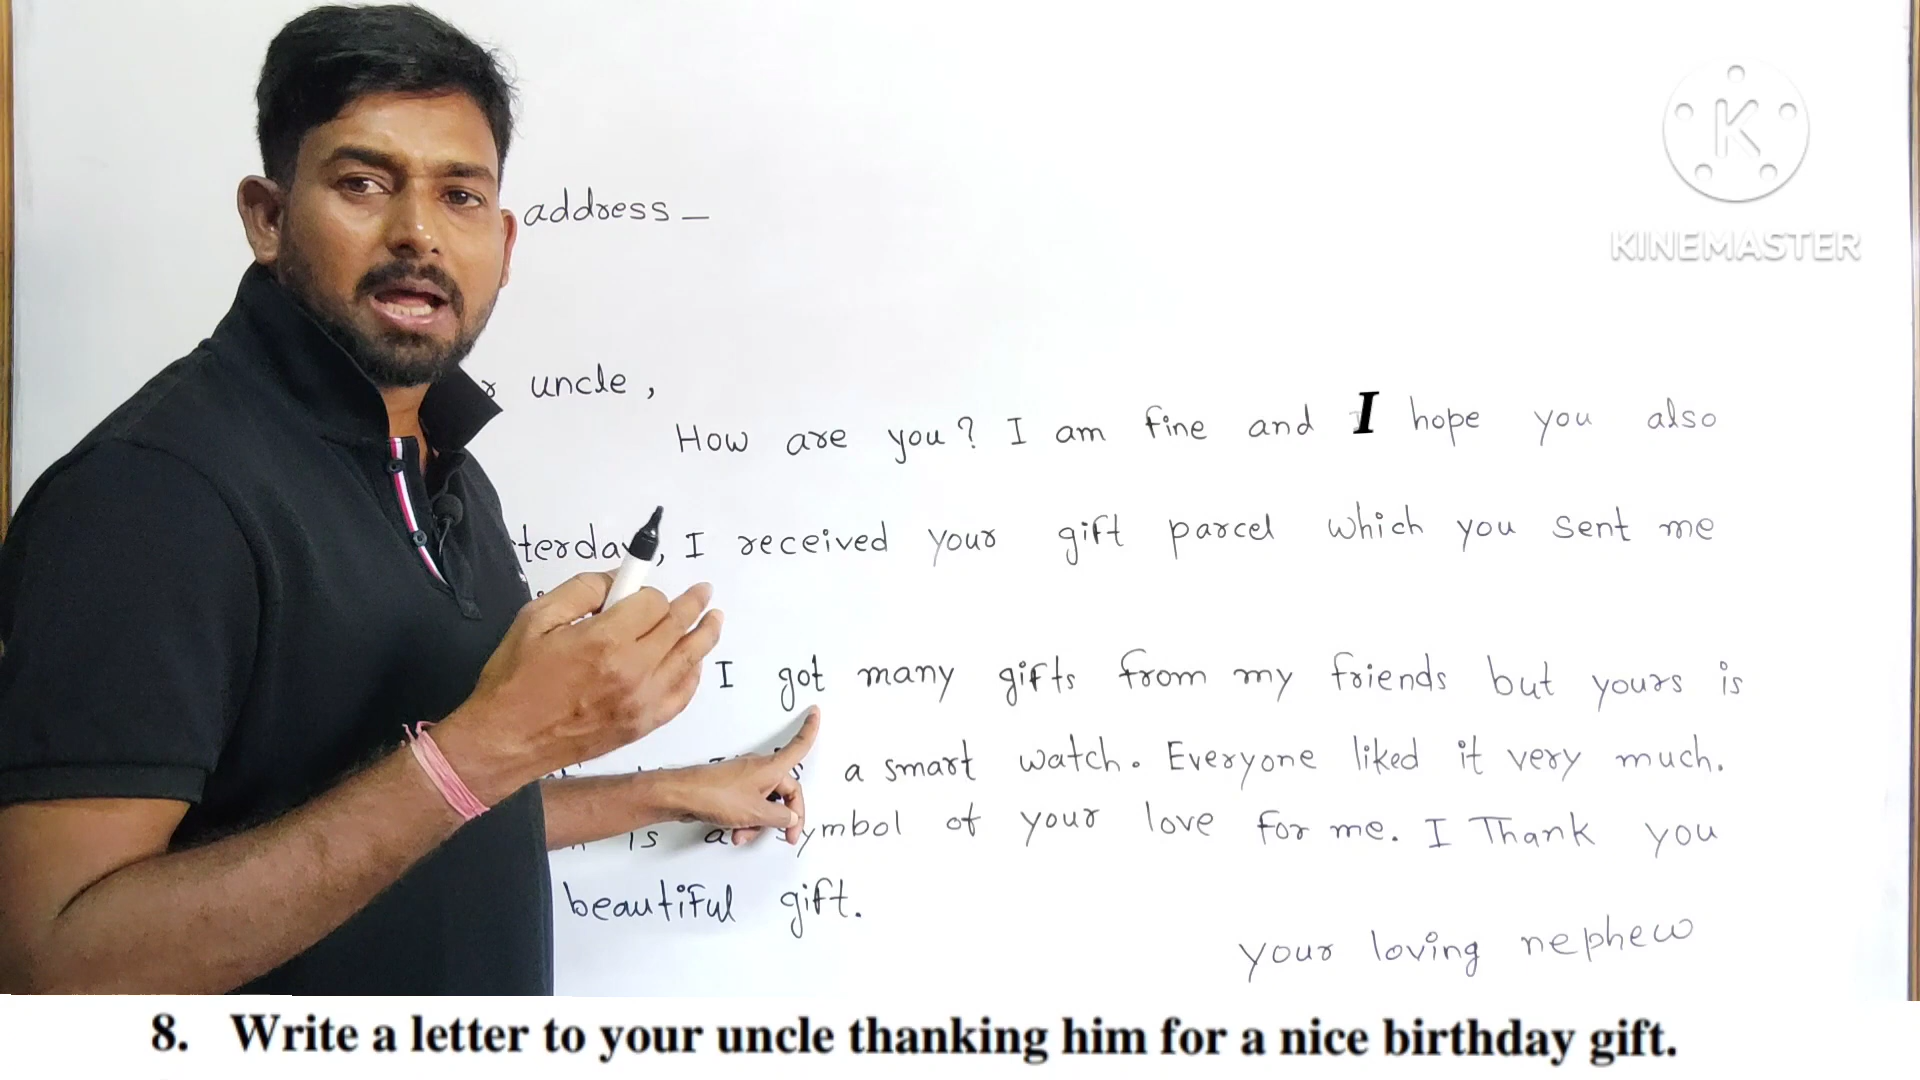 address –
uncle,
How are you? I am fine and I hope you also
terday, I received your gift parcel which you sent me
I got many gifts from my friends but yours is
a smart watch. Everyone liked it very much.
is a symbol of your love for me. I Thank you
beautiful gift.
your loving nephew
8. Write a letter to your uncle thanking him for a nice birthday gift.
K
KINEMASTER